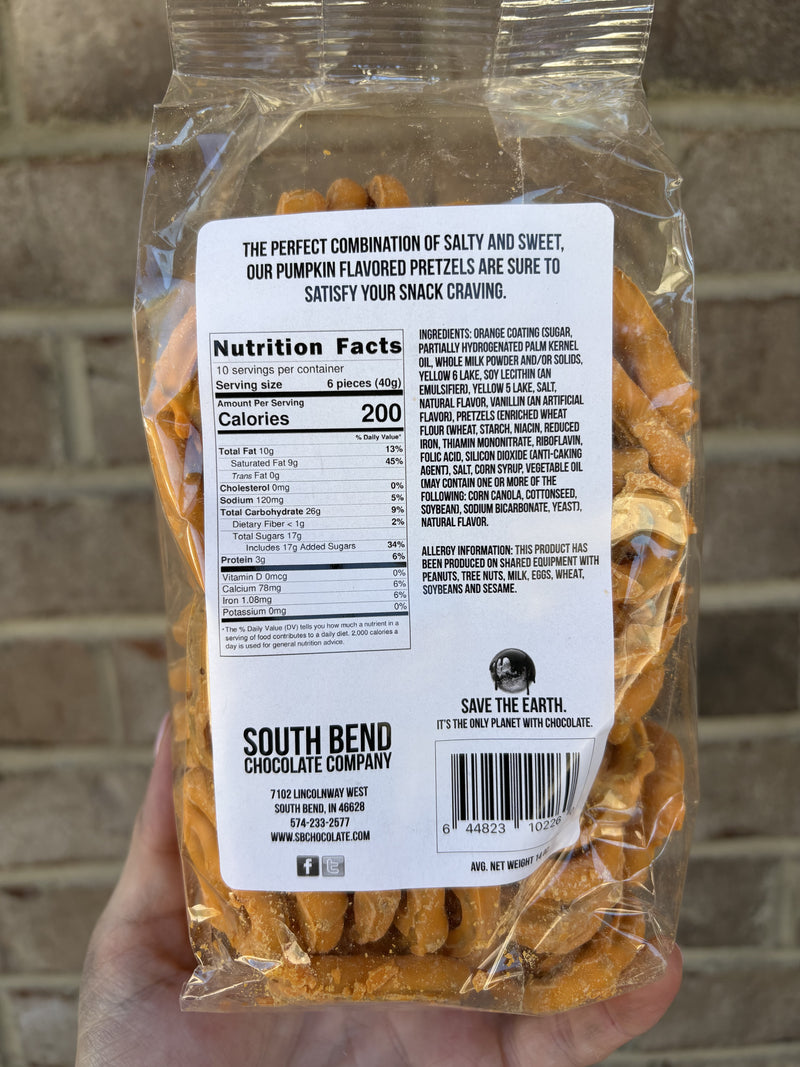 THE PERFECT COMBINATION OF SALTY AND SWEET,
OUR PUMPKIN FLAVORED PRETZELS ARE SURE TO
SATISFY YOUR SNACK CRAVING.
Nutrition Facts
10 servings per container
Serving size 6 pieces (40g)
Amount Per Serving
Calories 200
% Daily Value*
Total Fat 10g 13%
Saturated Fat 9g 45%
Trans Fat 0g
Cholesterol 0mg 0%
Sodium 120mg 5%
Total Carbohydrate 26g 9%
Dietary Fiber < 1g 2%
Total Sugars 17g
Includes 17g Added Sugars 34%
Protein 3g 6%
Vitamin D 0mcg 0%
Calcium 78mg 6%
Iron 1.08mg 6%
Potassium 0mg 0%
*The % Daily Value (DV) tells you how much a nutrient in a
serving of food contributes to a daily diet. 2,000 calories a
day is used for general nutrition advice.
INGREDIENTS: ORANGE COATING (SUGAR,
PARTIALLY HYDROGENATED PALM KERNEL
OIL, WHOLE MILK POWDER AND/OR SOLIDS,
YELLOW 6 LAKE, SOY LECITHIN (AN
EMULSIFIER), YELLOW 5 LAKE, SALT,
NATURAL FLAVOR, VANILLIN (AN ARTIFICIAL
FLAVOR), PRETZELS (ENRICHED WHEAT
FLOUR (WHEAT, STARCH, NIACIN, REDUCED
IRON, THIAMIN MONONITRATE, RIBOFLAVIN,
FOLIC ACID, SILICON DIOXIDE (ANTI-CAKING
AGENT), SALT, CORN SYRUP, VEGETABLE OIL
(MAY CONTAIN ONE OR MORE OF THE
FOLLOWING: CORN CANOLA, COTTONSEED,
SOYBEAN), SODIUM BICARBONATE, YEAST),
NATURAL FLAVOR.
ALLERGY INFORMATION: THIS PRODUCT HAS
BEEN PRODUCED ON SHARED EQUIPMENT WITH
PEANUTS, TREE NUTS, MILK, EGGS, WHEAT,
SOYBEANS AND SESAME.
SAVE THE EARTH.
IT'S THE ONLY PLANET WITH CHOCOLATE.
SOUTH BEND
CHOCOLATE COMPANY
7102 LINCOLNWAY WEST
SOUTH BEND, IN 46628
574-233-2577
WWW.SBCHOCOLATE.COM
f t
6 44823 10226
AVG. NET WEIGHT 14